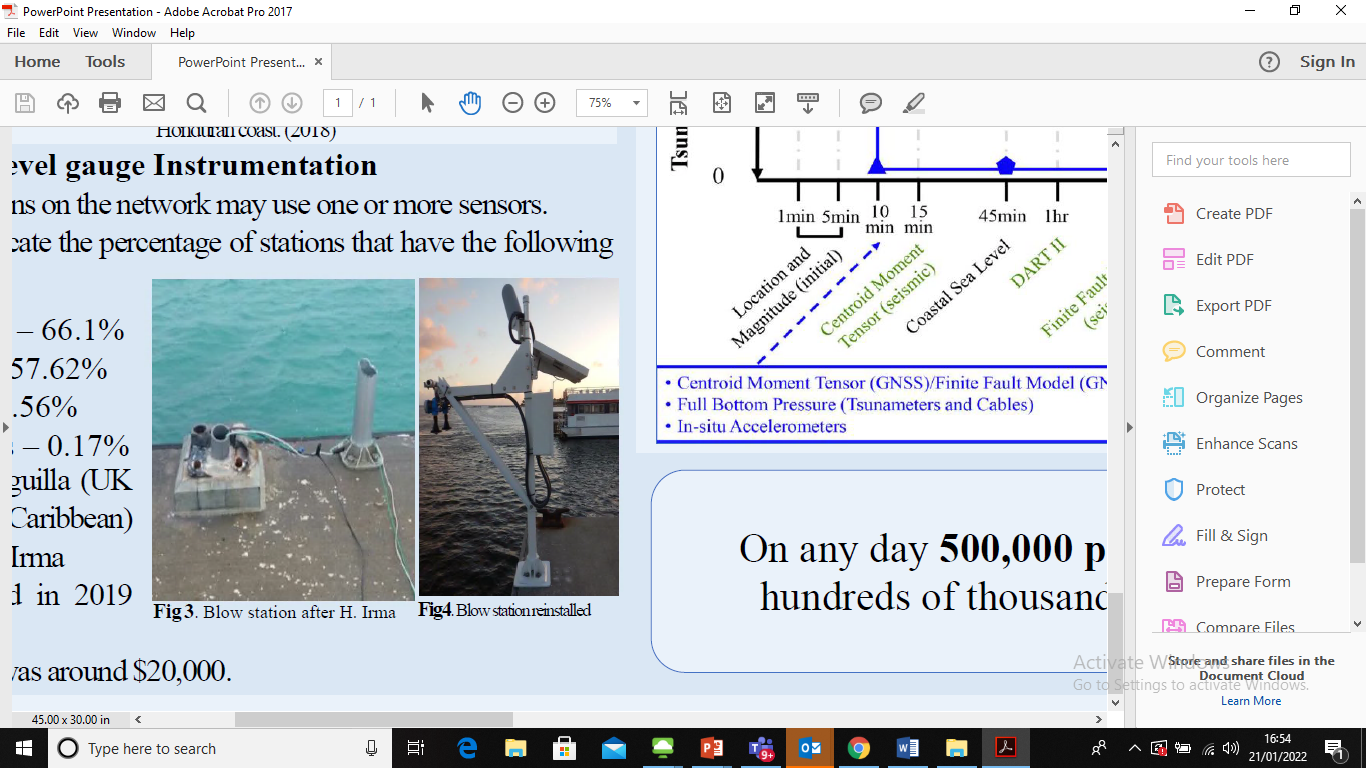 PowerPoint Presentation - Adobe Acrobat Pro 2017
File Edit View Window Help
Home Tools PowerPoint Present... × Sign In
1 / 1 75%
Honduran coast. (2018)
evel gauge Instrumentation
ns on the network may use one or more sensors.
cate the percentage of stations that have the following
– 66.1%
57.62%
.56%
– 0.17%
guilla (UK
Caribbean)
Irma
d in 2019
Fig 3. Blow station after H. Irma
Fig4. Blow station reinstalled
vas around $20,000.
Tsun
0
1min 5min 10 min 15 min 45min 1hr
Location and
Magnitude (initial)
Centroid Moment
Tensor (seismic)
Coastal Sea Level
DART II
Finite Fault
(sei
• Centroid Moment Tensor (GNSS)/Finite Fault Model (GN
• Full Bottom Pressure (Tsunameters and Cables)
• In-situ Accelerometers
On any day 500,000 p
hundreds of thousand
45.00 x 30.00 in
Find your tools here
Create PDF
Edit PDF
Export PDF
Comment
Organize Pages
Enhance Scans
Protect
Fill & Sign
Prepare Form
Compare Files
Store and share files in the
Document Cloud
Learn More
Activate Windows
Go to Settings to activate Windows.
Type here to search
9+
16:54
21/01/2022
1